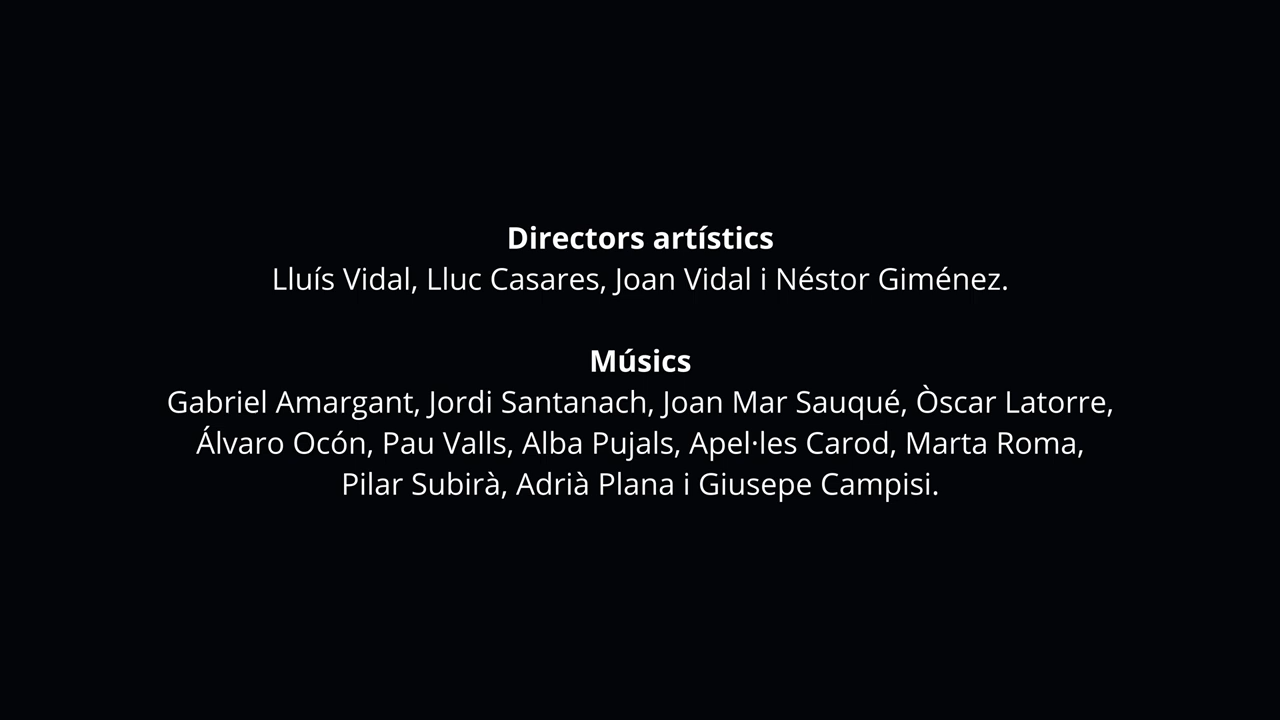 Directors artístics
Lluís Vidal, Lluc Casares, Joan Vidal i Néstor Giménez.
Músics
Gabriel Amargant, Jordi Santanach, Joan Mar Sauqué, Òscar Latorre,
Álvaro Ocón, Pau Valls, Alba Pujals, Apel·les Carod, Marta Roma,
Pilar Subirà, Adrià Plana i Giusepe Campisi.